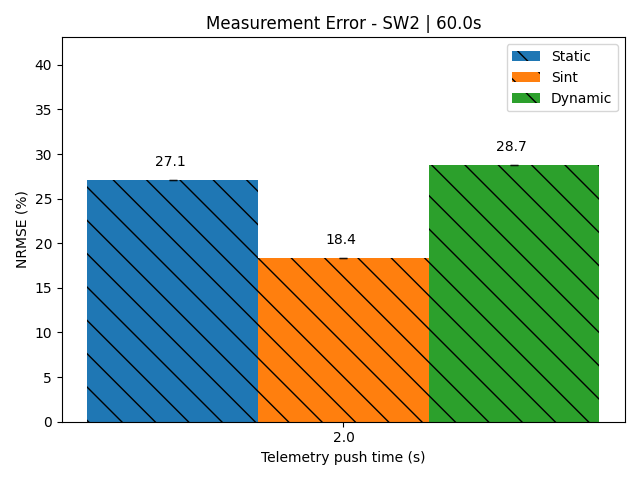 Measurement Error - SW2 | 60.0s
Static
Sint
Dynamic
NRMSE (%)
40
35
30
25
20
15
10
5
0
27.1
18.4
28.7
2.0
Telemetry push time (s)